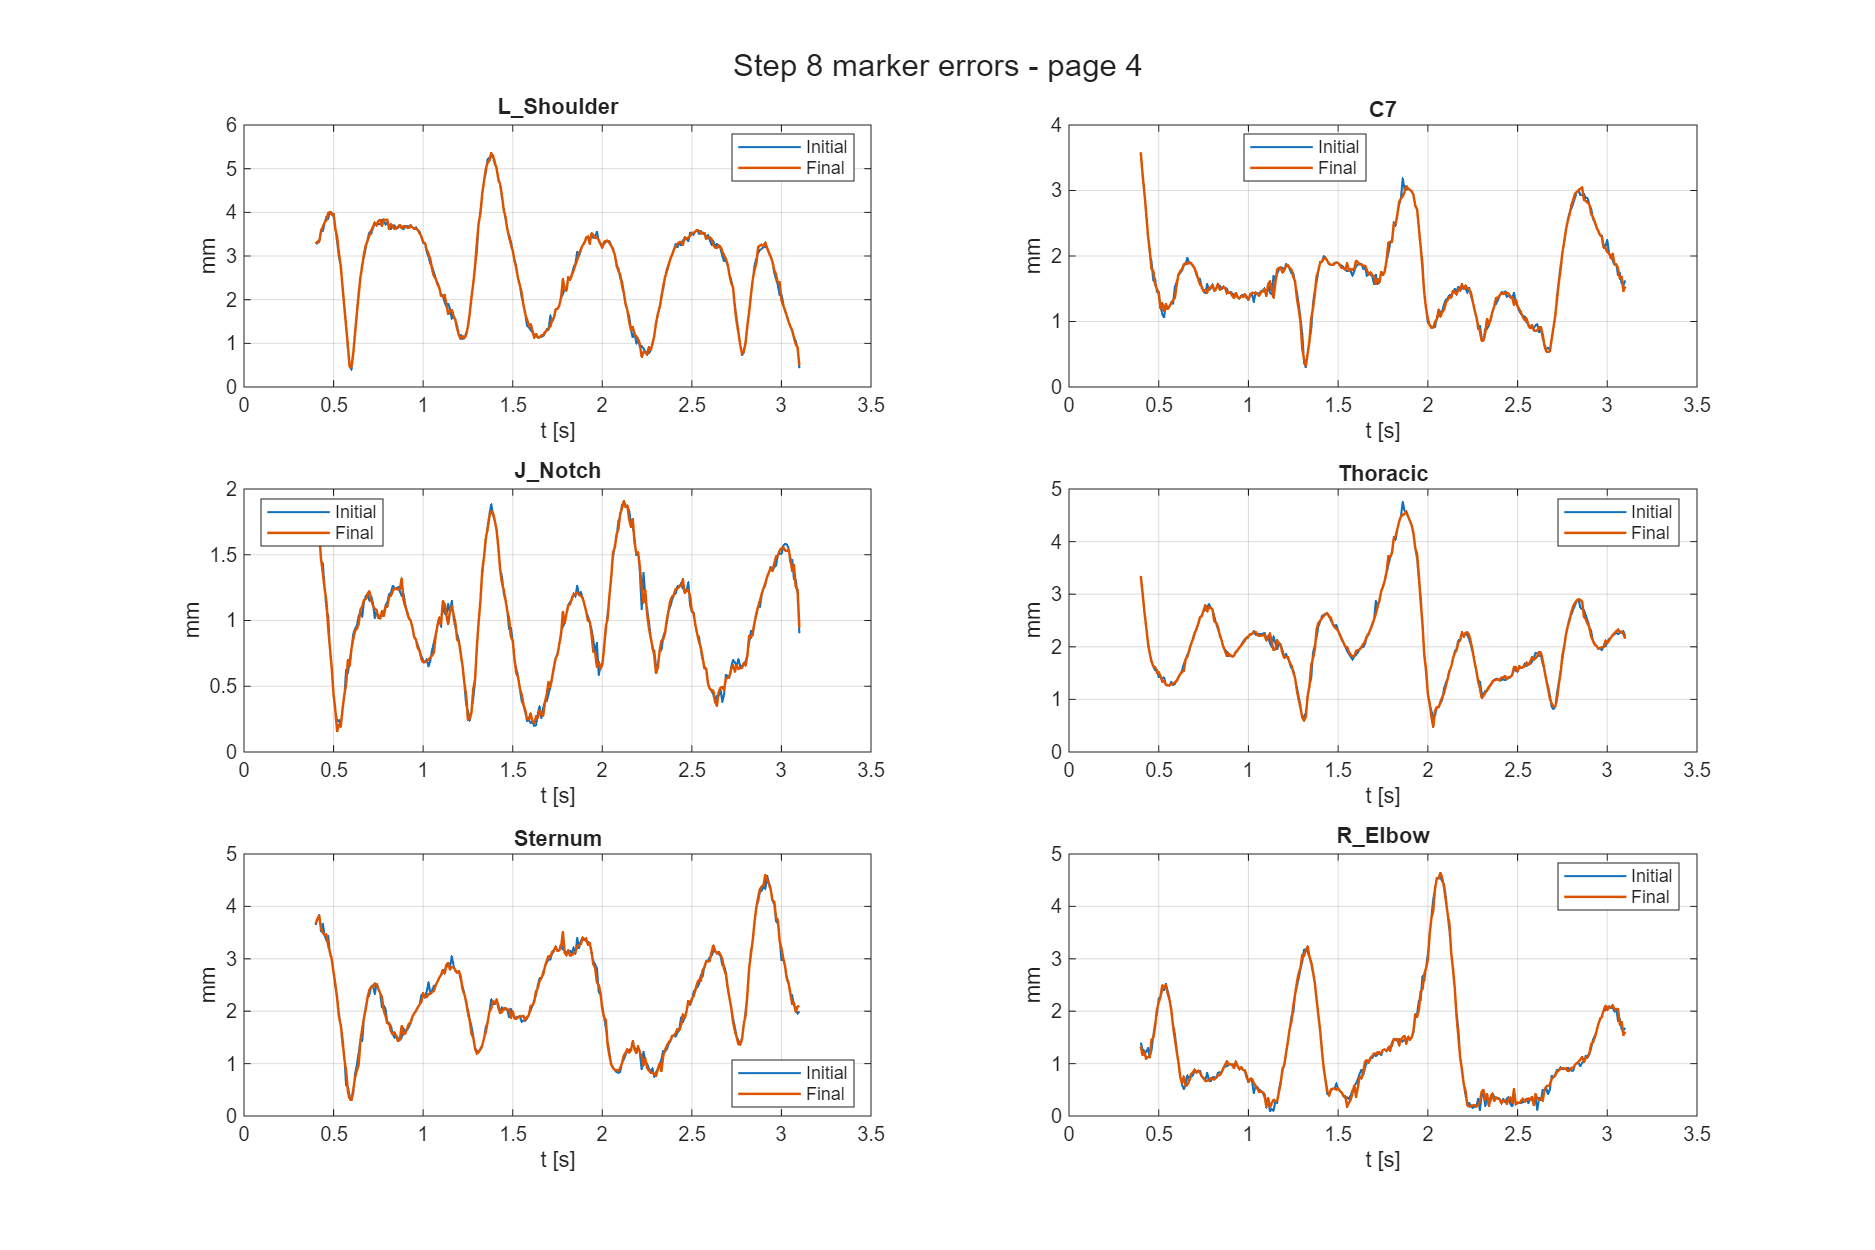 Step 8 marker errors - page 4
L_Shoulder
6
5
4
3
2
1
0
mm
Initial
Final
0 0.5 1 1.5 2 2.5 3 3.5
t [s]
C7
4
3
2
1
0
mm
Initial
Final
0 0.5 1 1.5 2 2.5 3 3.5
t [s]
J_Notch
2
1.5
1
0.5
0
mm
Initial
Final
0 0.5 1 1.5 2 2.5 3 3.5
t [s]
Thoracic
5
4
3
2
1
0
mm
Initial
Final
0 0.5 1 1.5 2 2.5 3 3.5
t [s]
Sternum
5
4
3
2
1
0
mm
Initial
Final
0 0.5 1 1.5 2 2.5 3 3.5
t [s]
R_Elbow
5
4
3
2
1
0
mm
Initial
Final
0 0.5 1 1.5 2 2.5 3 3.5
t [s]